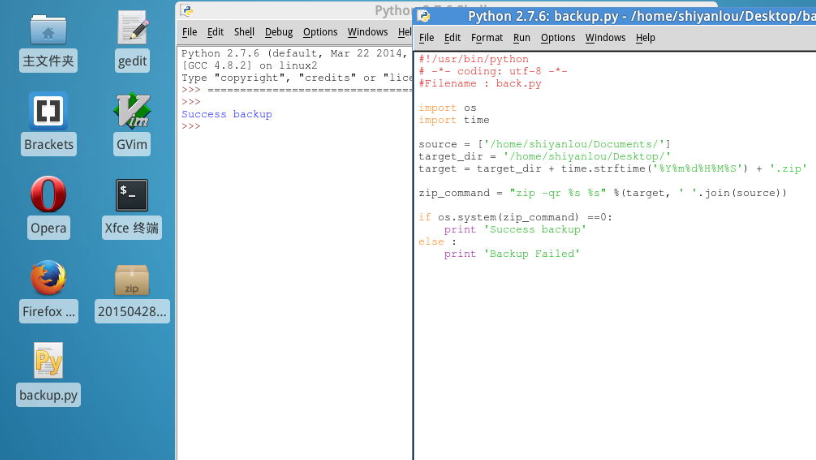 主文件夹
gedit
Brackets
GVim
Opera
Xfce 终端
Firefox ...
zip
20150428...
backup.py
File Edit Shell Debug Options Windows
Python 2.7.6 (default, Mar 22 2014,
[GCC 4.8.2] on linux2
Type "copyright", "credits" or
>>> ================================
>>>
Success backup
>>>
Python 2.7.6: backup.py - /home/shiyanlou/Desktop/ba
File Edit Format Run Options Windows Help
#!/usr/bin/python
# -*- coding: utf-8 -*-
#Filename : back.py
import os
import time
source = ['/home/shiyanlou/Documents/']
target_dir = '/home/shiyanlou/Desktop/'
target = target_dir + time.strftime('%Y%m%d%H%M%S') + '.zip'
zip_command = "zip -qr %s %s" %(target, ' '.join(source))
if os.system(zip_command) ==0:
    print 'Success backup'
else :
    print 'Backup Failed'